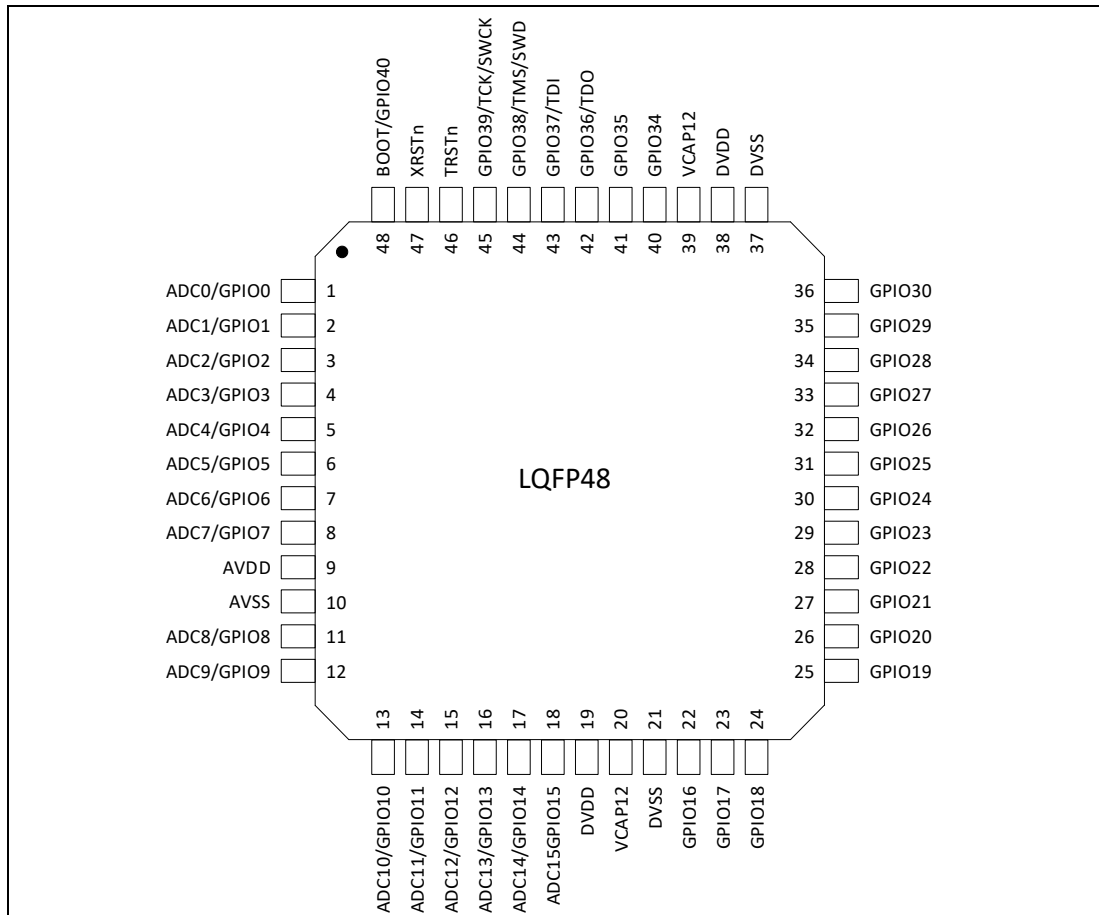 BOOT/GPIO40
XRSTn
TRSTn
GPIO39/TCK/SWCK
GPIO38/TMS/SWD
GPIO37/TDI
GPIO36/TDO
GPIO35
GPIO34
VCAP12
DVDD
DVSS
48
47
46
45
44
43
42
41
40
39
38
37
ADC0/GPIO0 1
ADC1/GPIO1 2
ADC2/GPIO2 3
ADC3/GPIO3 4
ADC4/GPIO4 5
ADC5/GPIO5 6
ADC6/GPIO6 7
ADC7/GPIO7 8
AVDD 9
AVSS 10
ADC8/GPIO8 11
ADC9/GPIO9 12
LQFP48
36 GPIO30
35 GPIO29
34 GPIO28
33 GPIO27
32 GPIO26
31 GPIO25
30 GPIO24
29 GPIO23
28 GPIO22
27 GPIO21
26 GPIO20
25 GPIO19
13
14
15
16
17
18
19
20
21
22
23
24
ADC10/GPIO10
ADC11/GPIO11
ADC12/GPIO12
ADC13/GPIO13
ADC14/GPIO14
ADC15GPIO15
DVDD
VCAP12
DVSS
GPIO16
GPIO17
GPIO18